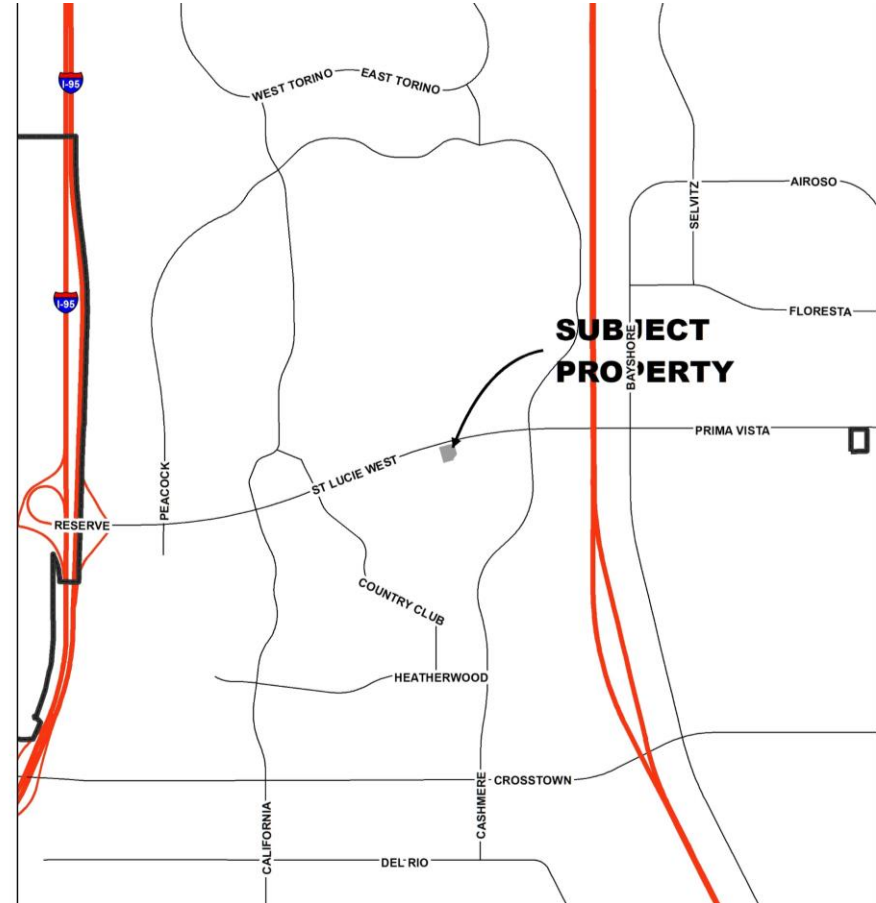 I-95
WEST TORINO
EAST TORINO
AIROSO
SELVITZ
I-95
FLORESTA
SUBJECT
PROPERTY
BAYSHORE
PRIMA VISTA
ST LUCIE WEST
PEACOCK
RESERVE
COUNTRY CLUB
HEATHERWOOD
CROSSTOWN
CASHMERE
CALIFORNIA
DEL RIO